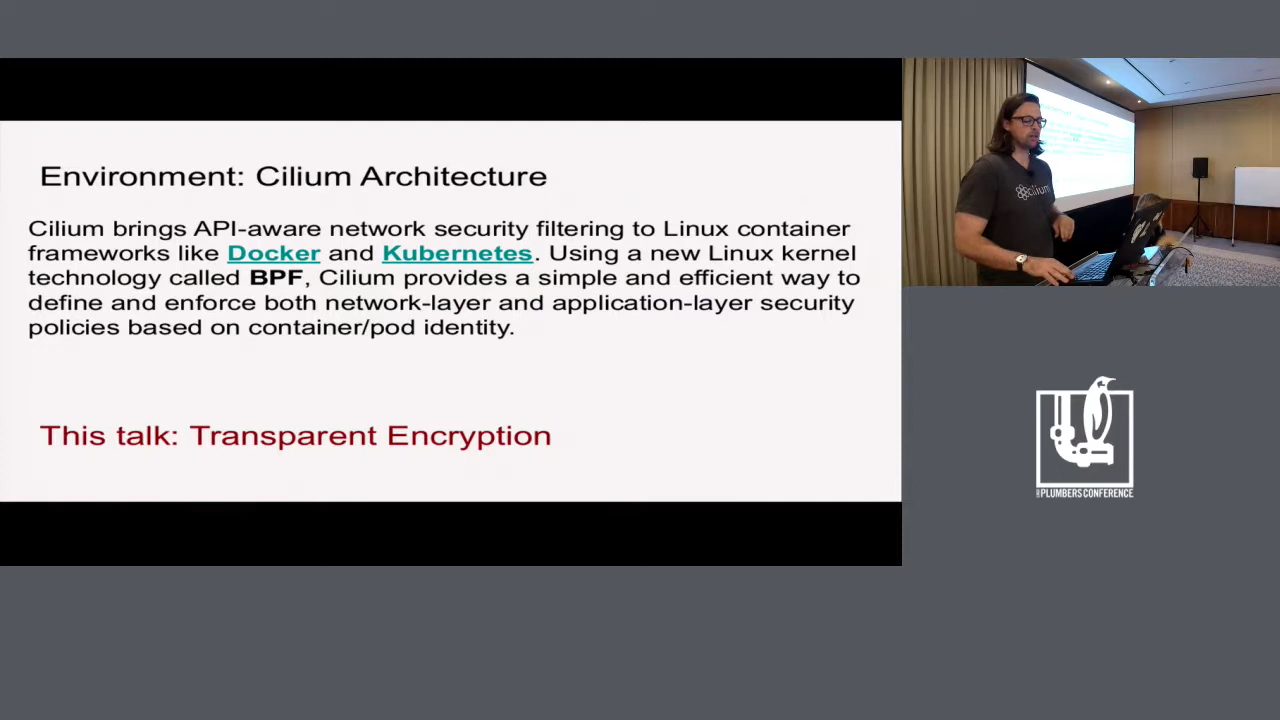 Environment: Cilium Architecture
Cilium brings API-aware network security filtering to Linux container
frameworks like Docker and Kubernetes. Using a new Linux kernel
technology called BPF, Cilium provides a simple and efficient way to
define and enforce both network-layer and application-layer security
policies based on container/pod identity.
This talk: Transparent Encryption
cilium
PLUMBERS CONFERENCE